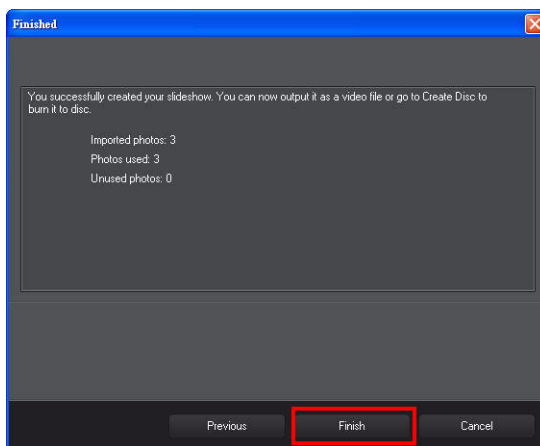 Finished
You successfully created your slideshow. You can now output it as a video file or go to Create Disc to
burn it to disc.
Imported photos: 3
Photos used: 3
Unused photos: 0
Previous
Finish
Cancel